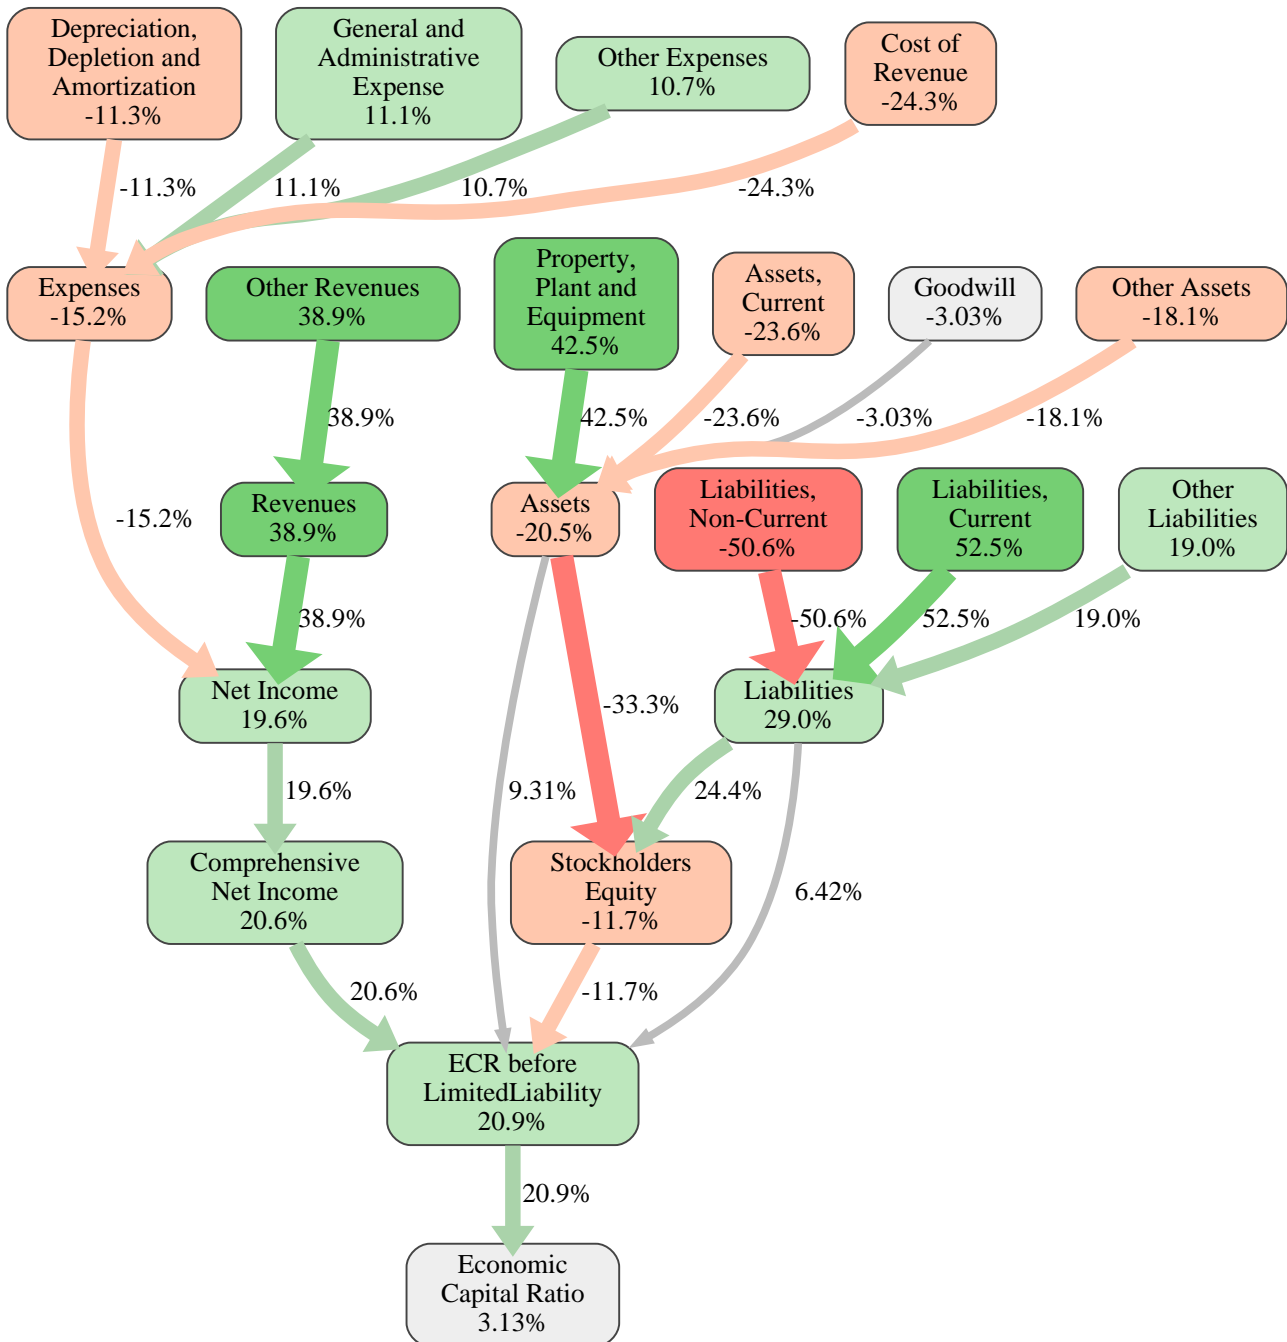 Depreciation,
Depletion and
Amortization
-11.3%
General and
Administrative
Expense
11.1%
Other Expenses
10.7%
Cost of
Revenue
-24.3%
-11.3%
11.1%
10.7%
-24.3%
Expenses
-15.2%
Other Revenues
38.9%
Property,
Plant and
Equipment
42.5%
Assets,
Current
-23.6%
Goodwill
-3.03%
Other Assets
-18.1%
38.9%
42.5%
-23.6%
-3.03%
-18.1%
-15.2%
Revenues
38.9%
Assets
-20.5%
Liabilities,
Non-Current
-50.6%
Liabilities,
Current
52.5%
Other
Liabilities
19.0%
38.9%
-50.6%
52.5%
19.0%
Net Income
19.6%
-33.3%
Liabilities
29.0%
19.6%
9.31%
24.4%
Comprehensive
Net Income
20.6%
Stockholders
Equity
-11.7%
6.42%
20.6%
-11.7%
ECR before
LimitedLiability
20.9%
20.9%
Economic
Capital Ratio
3.13%